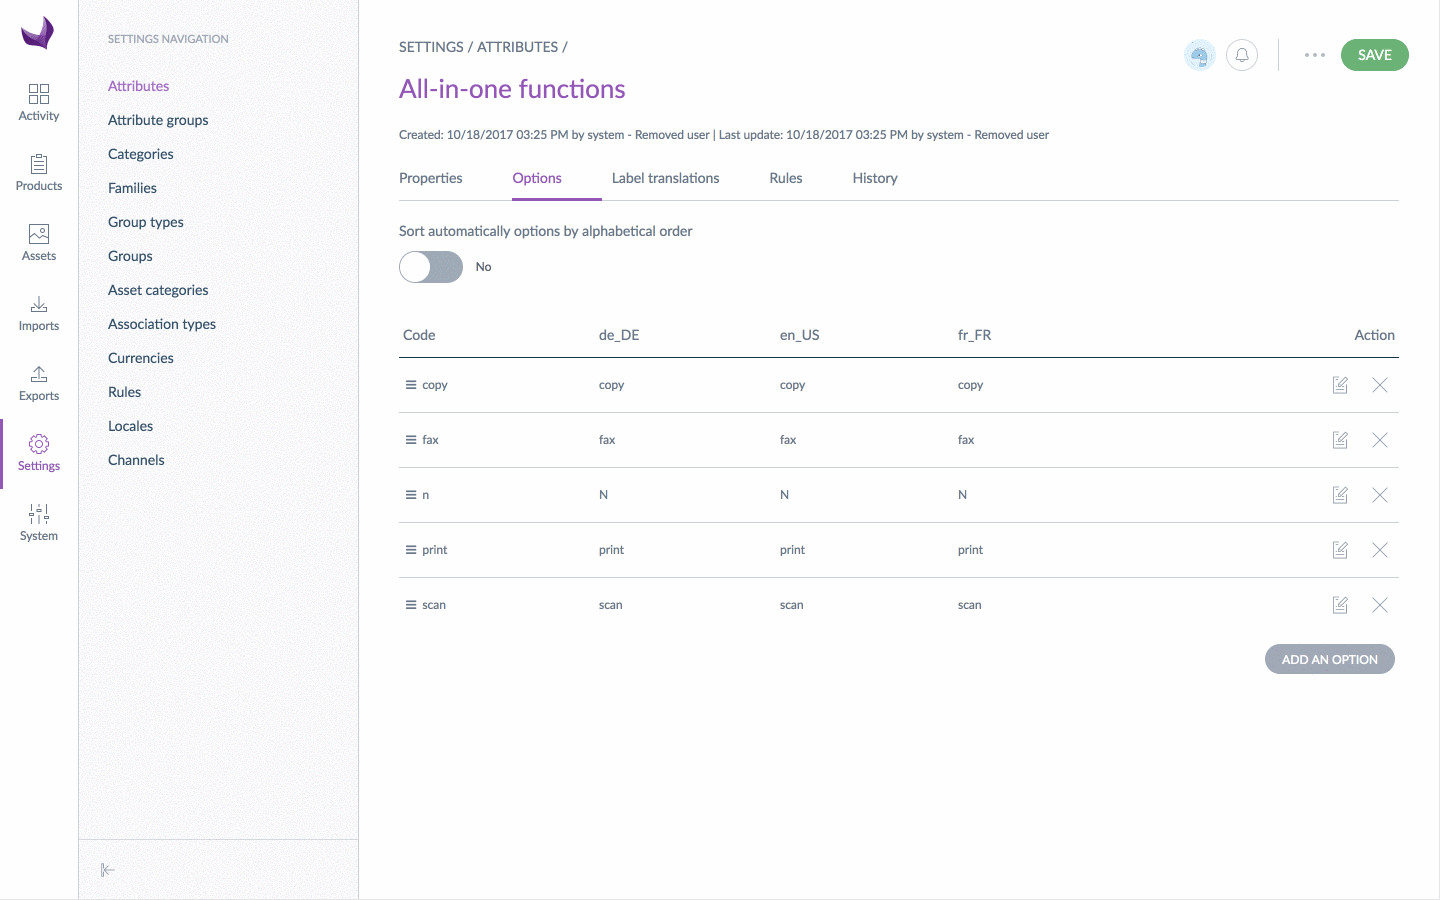 Activity
Products
Assets
Imports
Exports
Settings
System
SETTINGS NAVIGATION
Attributes
Attribute groups
Categories
Families
Group types
Groups
Asset categories
Association types
Currencies
Rules
Locales
Channels
SETTINGS / ATTRIBUTES /
SAVE
All-in-one functions
Created: 10/18/2017 03:25 PM by system - Removed user | Last update: 10/18/2017 03:25 PM by system - Removed user
Properties Options Label translations Rules History
Sort automatically options by alphabetical order
No
Code de_DE en_US fr_FR Action
copy copy copy copy
fax fax fax fax
n N N N
print print print print
scan scan scan scan
ADD AN OPTION